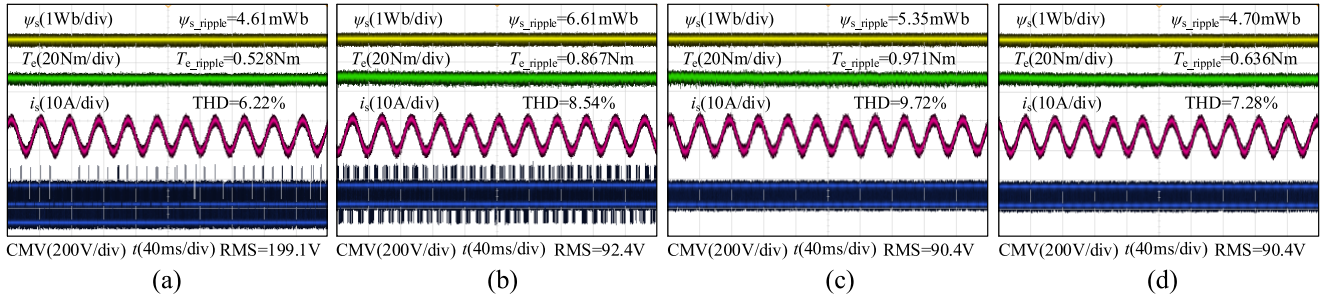 ψs(1Wb/div) ψs_ripple=4.61mWb
Te(20Nm/div) Te_ripple=0.528Nm
is(10A/div) THD=6.22%
CMV(200V/div) t(40ms/div) RMS=199.1V
(a)
ψs(1Wb/div) ψs_ripple=6.61mWb
Te(20Nm/div) Te_ripple=0.867Nm
is(10A/div) THD=8.54%
CMV(200V/div) t(40ms/div) RMS=92.4V
(b)
ψs(1Wb/div) ψs_ripple=5.35mWb
Te(20Nm/div) Te_ripple=0.971Nm
is(10A/div) THD=9.72%
CMV(200V/div) t(40ms/div) RMS=90.4V
(c)
ψs(1Wb/div) ψs_ripple=4.70mWb
Te(20Nm/div) Te_ripple=0.636Nm
is(10A/div) THD=7.28%
CMV(200V/div) t(40ms/div) RMS=90.4V
(d)